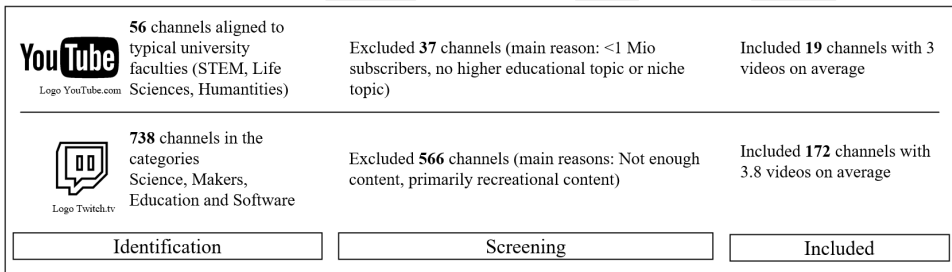 56 channels aligned to
typical university
faculties (STEM, Life
Sciences, Humantities)
YouTube
Logo YouTube.com
Excluded 37 channels (main reason: <1 Mio
subscribers, no higher educational topic or niche
topic)
Included 19 channels with 3
videos on average
738 channels in the
categories
Science, Makers,
Education and Software
Logo Twitch.tv
Excluded 566 channels (main reasons: Not enough
content, primarily recreational content)
Included 172 channels with
3.8 videos on average
Identification
Screening
Included